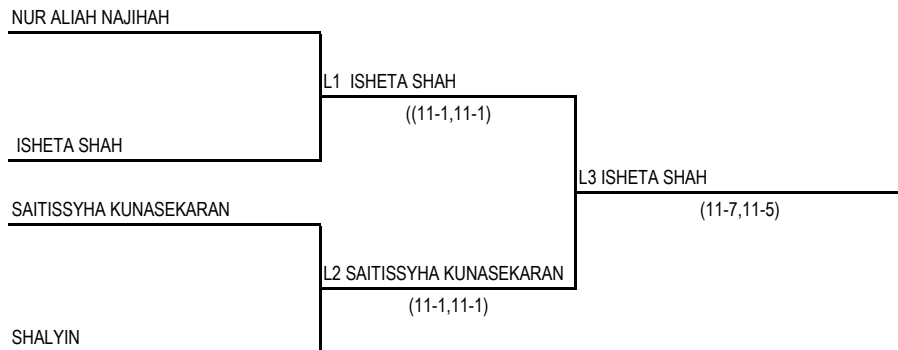 NUR ALIAH NAJIHAH
L1 ISHETA SHAH
((11-1,11-1)
ISHETA SHAH
L3 ISHETA SHAH
(11-7,11-5)
SAITISSYHA KUNASEKARAN
L2 SAITISSYHA KUNASEKARAN
(11-1,11-1)
SHALYIN